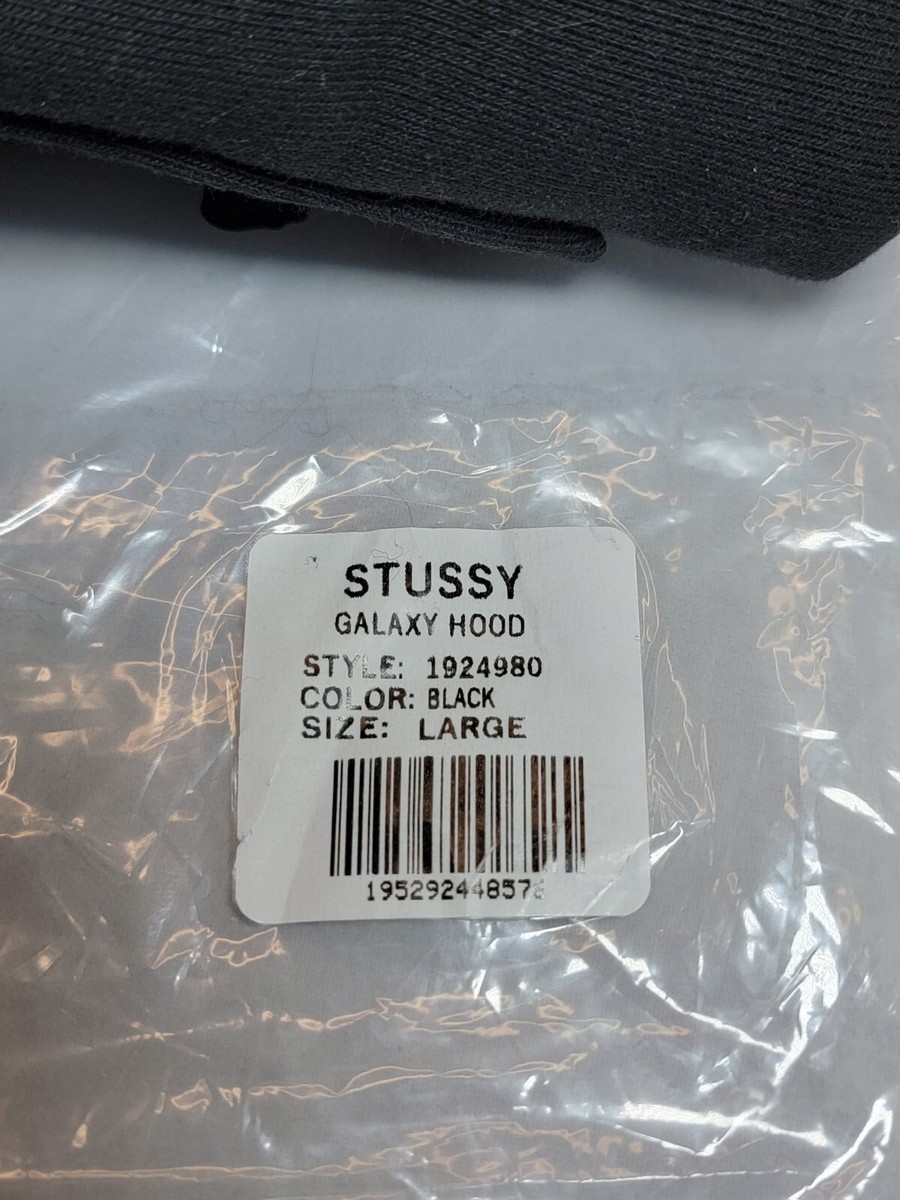 STUSSY
GALAXY HOOD
STYLE: 1924980
COLOR: BLACK
SIZE: LARGE